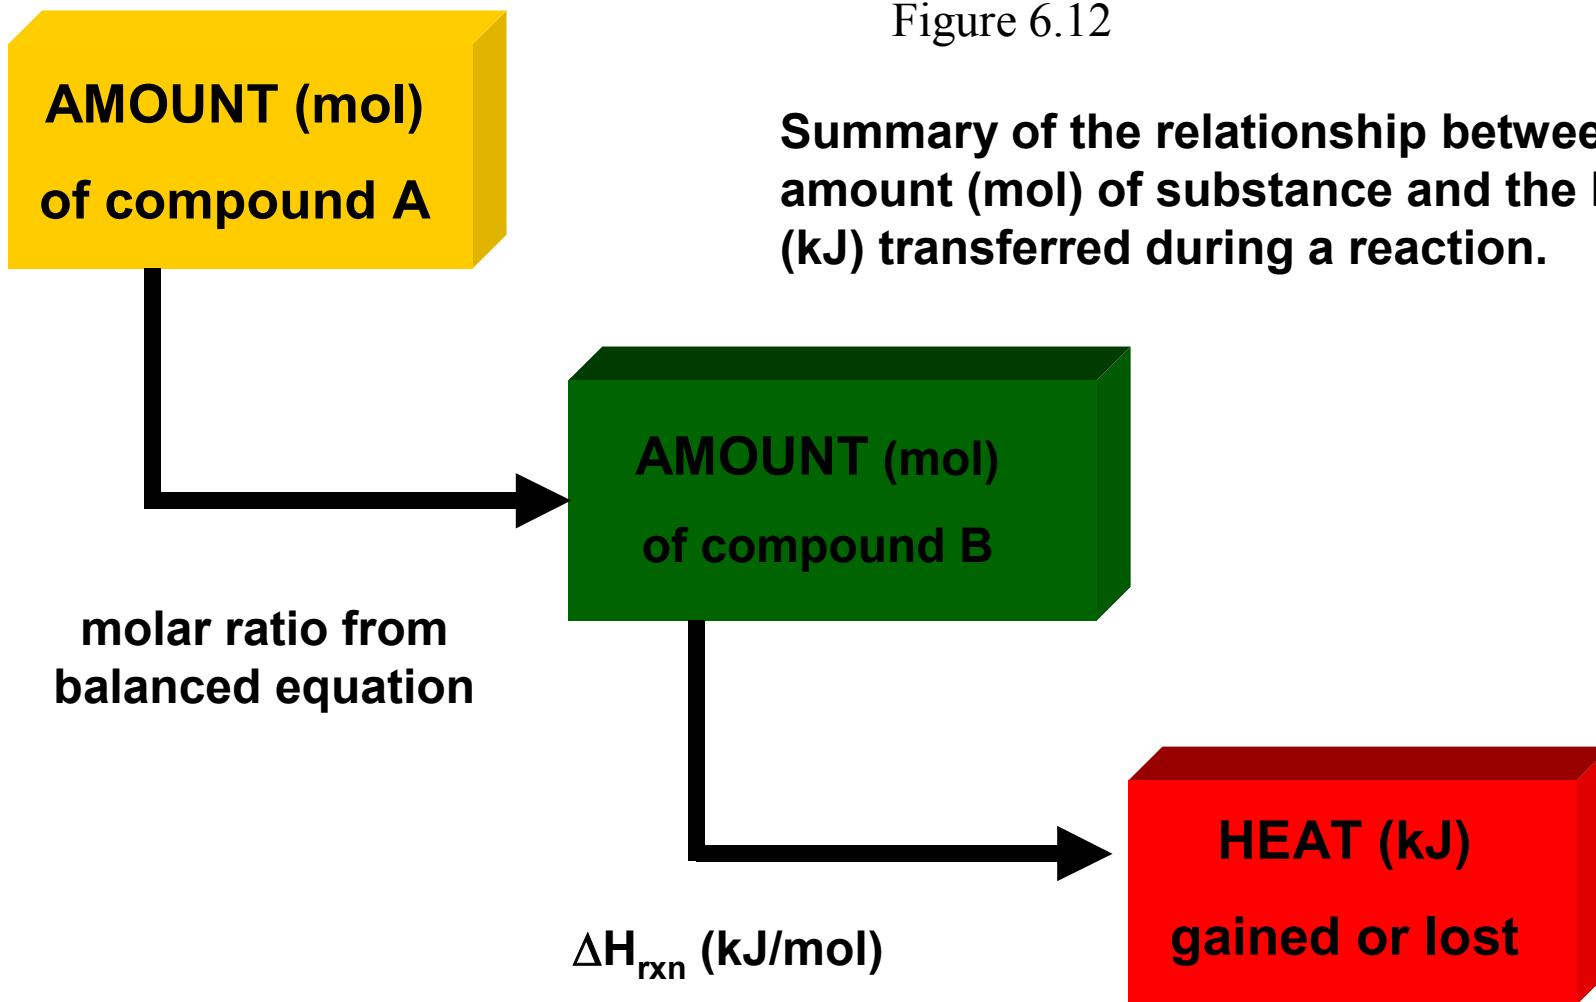 Figure 6.12
AMOUNT (mol)
of compound A
Summary of the relationship
amount (mol) of substance and the
(kJ) transferred during a reaction.
AMOUNT (mol)
of compound B
molar ratio from
balanced equation
HEAT (kJ)
gained or lost
ΔHrxn (kJ/mol)